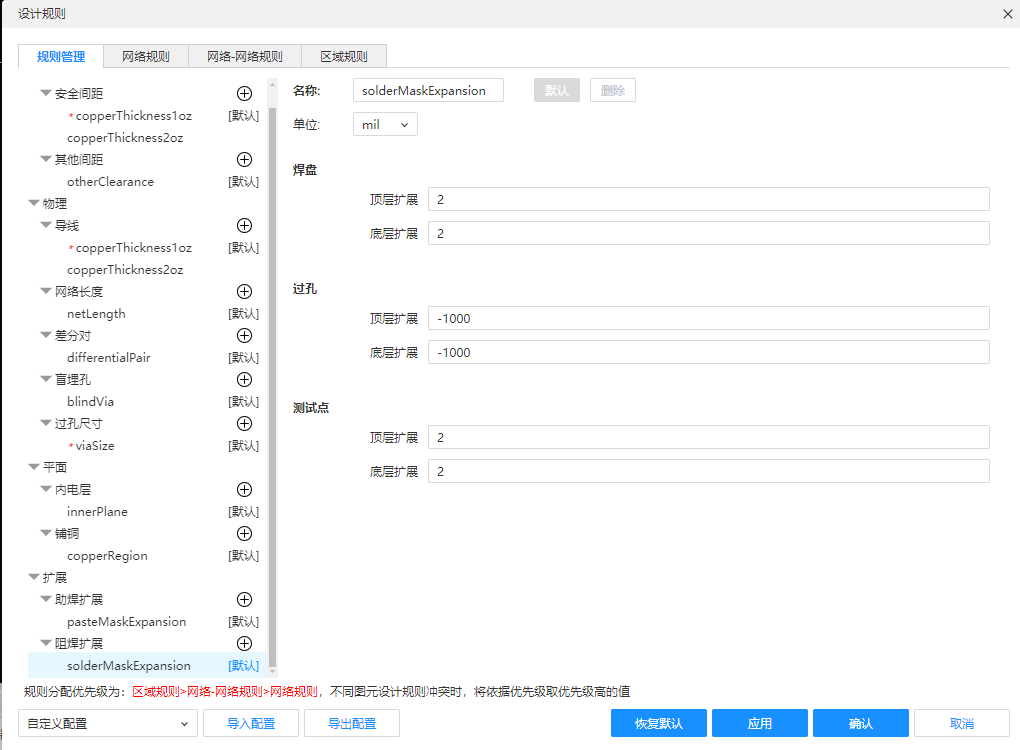 设计规则
规则管理 网络规则 网络-网络规则 区域规则
安全间距
*copperThickness1oz [默认]
copperThickness2oz
其他间距
otherClearance [默认]
物理
导线
*copperThickness1oz [默认]
copperThickness2oz
网络长度
netLength [默认]
差分对
differentialPair [默认]
盲埋孔
blindVia [默认]
过孔尺寸
*viaSize [默认]
平面
内电层
innerPlane [默认]
铺铜
copperRegion [默认]
扩展
助焊扩展
pasteMaskExpansion [默认]
阻焊扩展
solderMaskExpansion [默认]
名称: solderMaskExpansion 默认 删除
单位: mil
焊盘
顶层扩展 2
底层扩展 2
过孔
顶层扩展 -1000
底层扩展 -1000
测试点
顶层扩展 2
底层扩展 2
规则分配优先级为：区域规则>网络-网络规则>网络规则，不同图元设计规则冲突时，将依据优先级取优先级高的值
自定义配置 导入配置 导出配置 恢复默认 应用 确认 取消